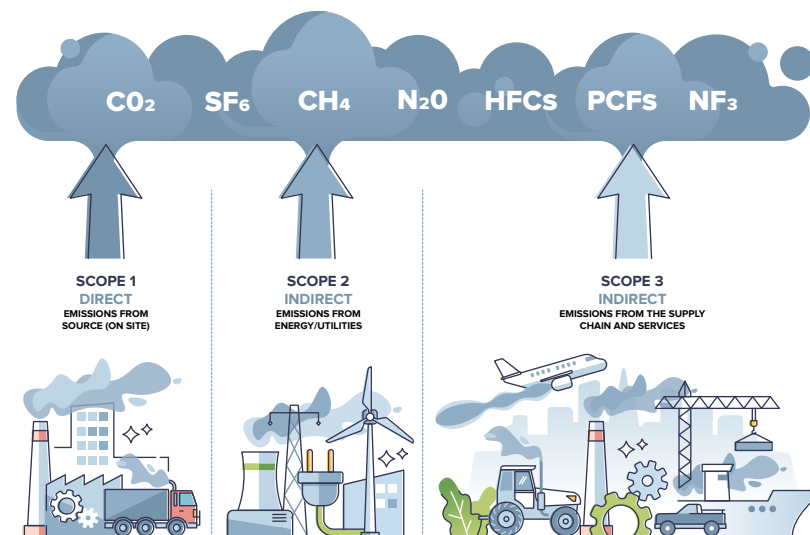 C0₂ SF₆ CH₄ N₂0 HFCs PCFs NF₃
SCOPE 1
DIRECT
EMISSIONS FROM
SOURCE (ON SITE)
SCOPE 2
INDIRECT
EMISSIONS FROM
ENERGY/UTILITIES
SCOPE 3
INDIRECT
EMISSIONS FROM THE SUPPLY
CHAIN AND SERVICES